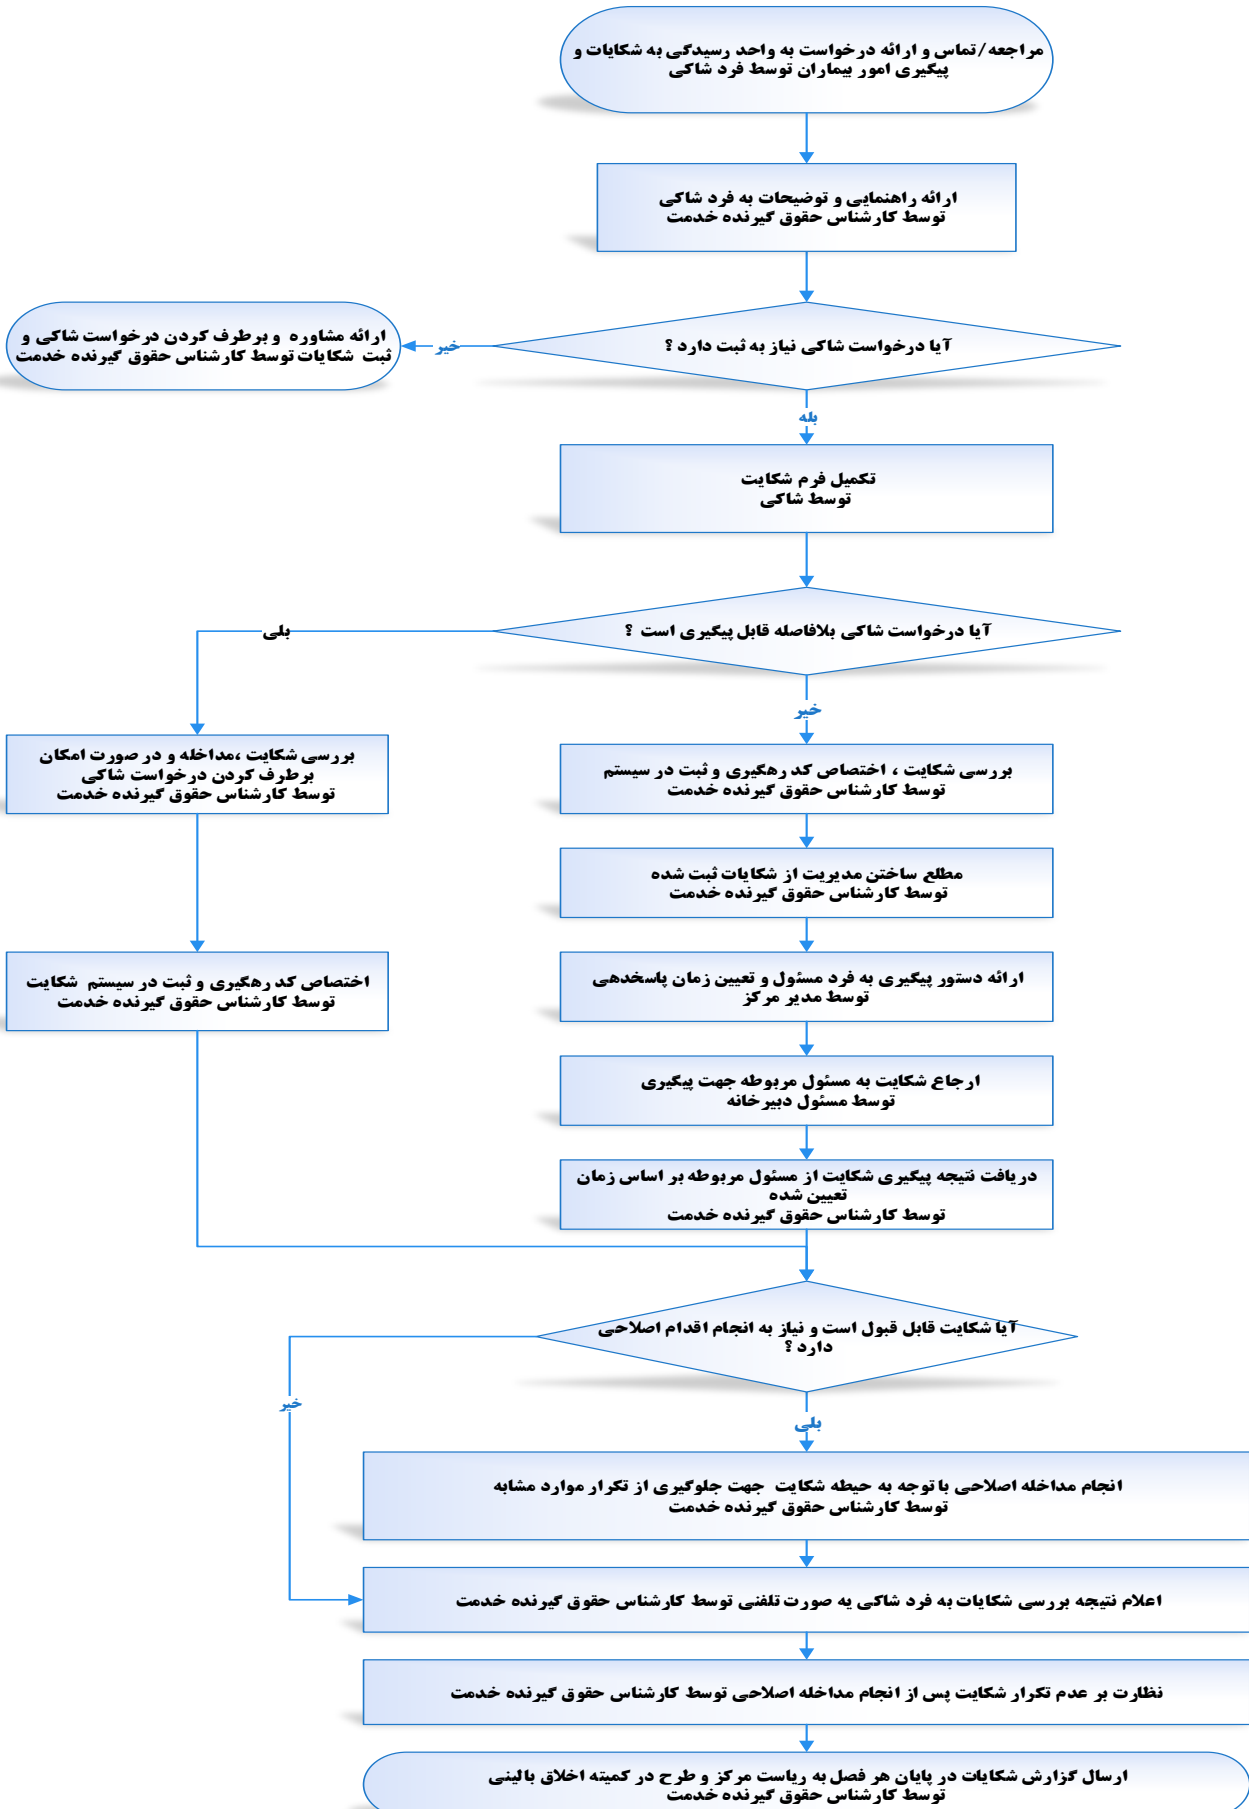 مراجعه/تماس و ارائه درخواست به واحد رسیدگی به شکایات و
پیگیری امور بیماران توسط فرد شاکی
ارائه راهنمایی و توضیحات به فرد شاکی
توسط کارشناس حقوق گیرنده خدمت
آیا درخواست شاکی نیاز به ثبت دارد ؟
خیر
ارائه مشاوره و برطرف کردن درخواست شاکی و
ثبت شکایات توسط کارشناس حقوق گیرنده خدمت
بله
تکمیل فرم شکایت
توسط شاکی
آیا درخواست شاکی بلافاصله قابل پیگیری است ؟
بلی
خیر
بررسی شکایت ،مداخله و در صورت امکان
برطرف کردن درخواست شاکی
توسط کارشناس حقوق گیرنده خدمت
بررسی شکایت ، اختصاص کد رهگیری و ثبت در سیستم
توسط کارشناس حقوق گیرنده خدمت
مطلع ساختن مدیریت از شکایات ثبت شده
توسط کارشناس حقوق گیرنده خدمت
اختصاص کد رهگیری و ثبت در سیستم شکایت
توسط کارشناس حقوق گیرنده خدمت
ارائه دستور پیگیری به فرد مسئول و تعیین زمان پاسخدهی
توسط مدیر مرکز
ارجاع شکایت به مسئول مربوطه جهت پیگیری
توسط مسئول دبیرخانه
دریافت نتیجه پیگیری شکایت از مسئول مربوطه بر اساس زمان
تعیین شده
توسط کارشناس حقوق گیرنده خدمت
آیا شکایت قابل قبول است و نیاز به انجام اقدام اصلاحی
دارد ؟
خیر
بلی
انجام مداخله اصلاحی با توجه به حیطه شکایت جهت جلوگیری از تکرار موارد مشابه
توسط کارشناس حقوق گیرنده خدمت
اعلام نتیجه بررسی شکایات به فرد شاکی یه صورت تلفنی توسط کارشناس حقوق گیرنده خدمت
نظارت بر عدم تکرار شکایت پس از انجام مداخله اصلاحی توسط کارشناس حقوق گیرنده خدمت
ارسال گزارش شکایات در پایان هر فصل به ریاست مرکز و طرح در کمیته اخلاق بالینی
توسط کارشناس حقوق گیرنده خدمت